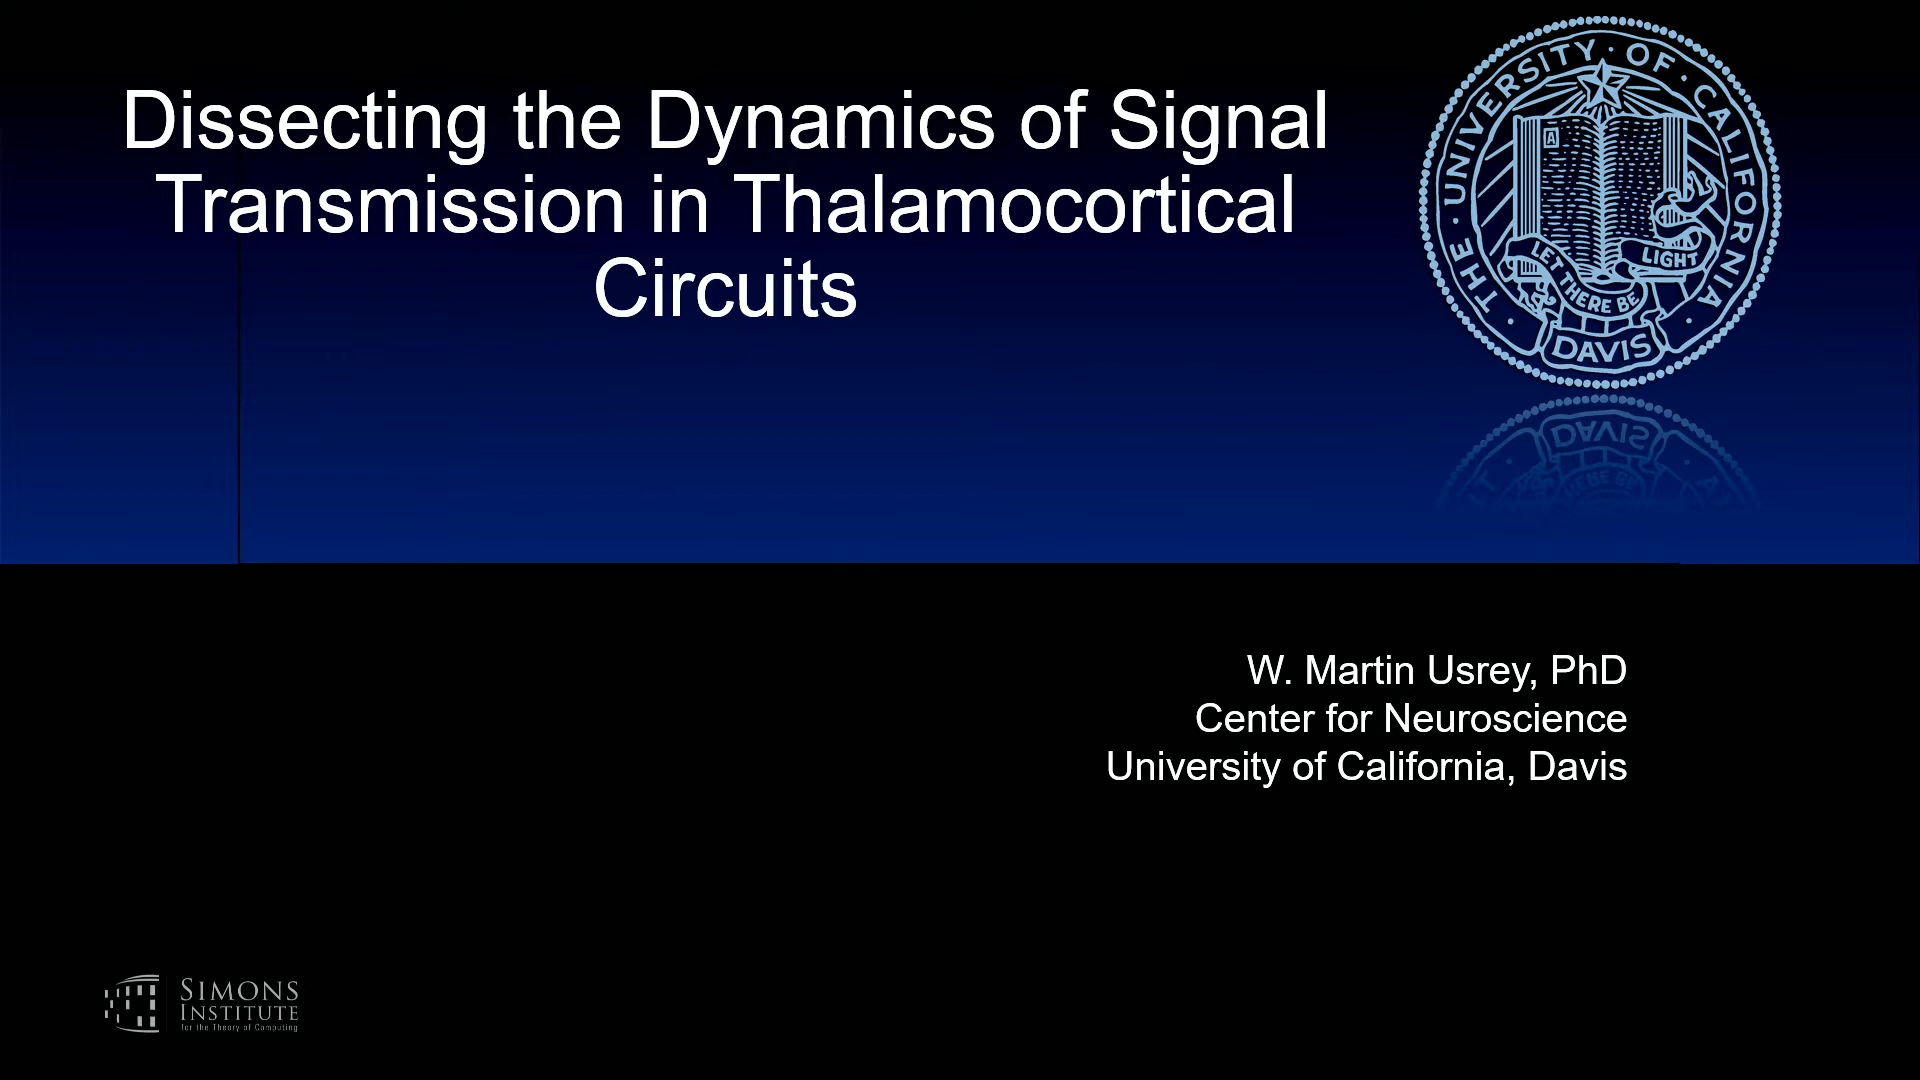 Dissecting the Dynamics of Signal
Transmission in Thalamocortical
Circuits
THE · UNIVERSITY · OF · CALIFORNIA
A
LET THERE BE
LIGHT
DAVIS
W. Martin Usrey, PhD
Center for Neuroscience
University of California, Davis
SIMONS
INSTITUTE
for the Theory of Computing